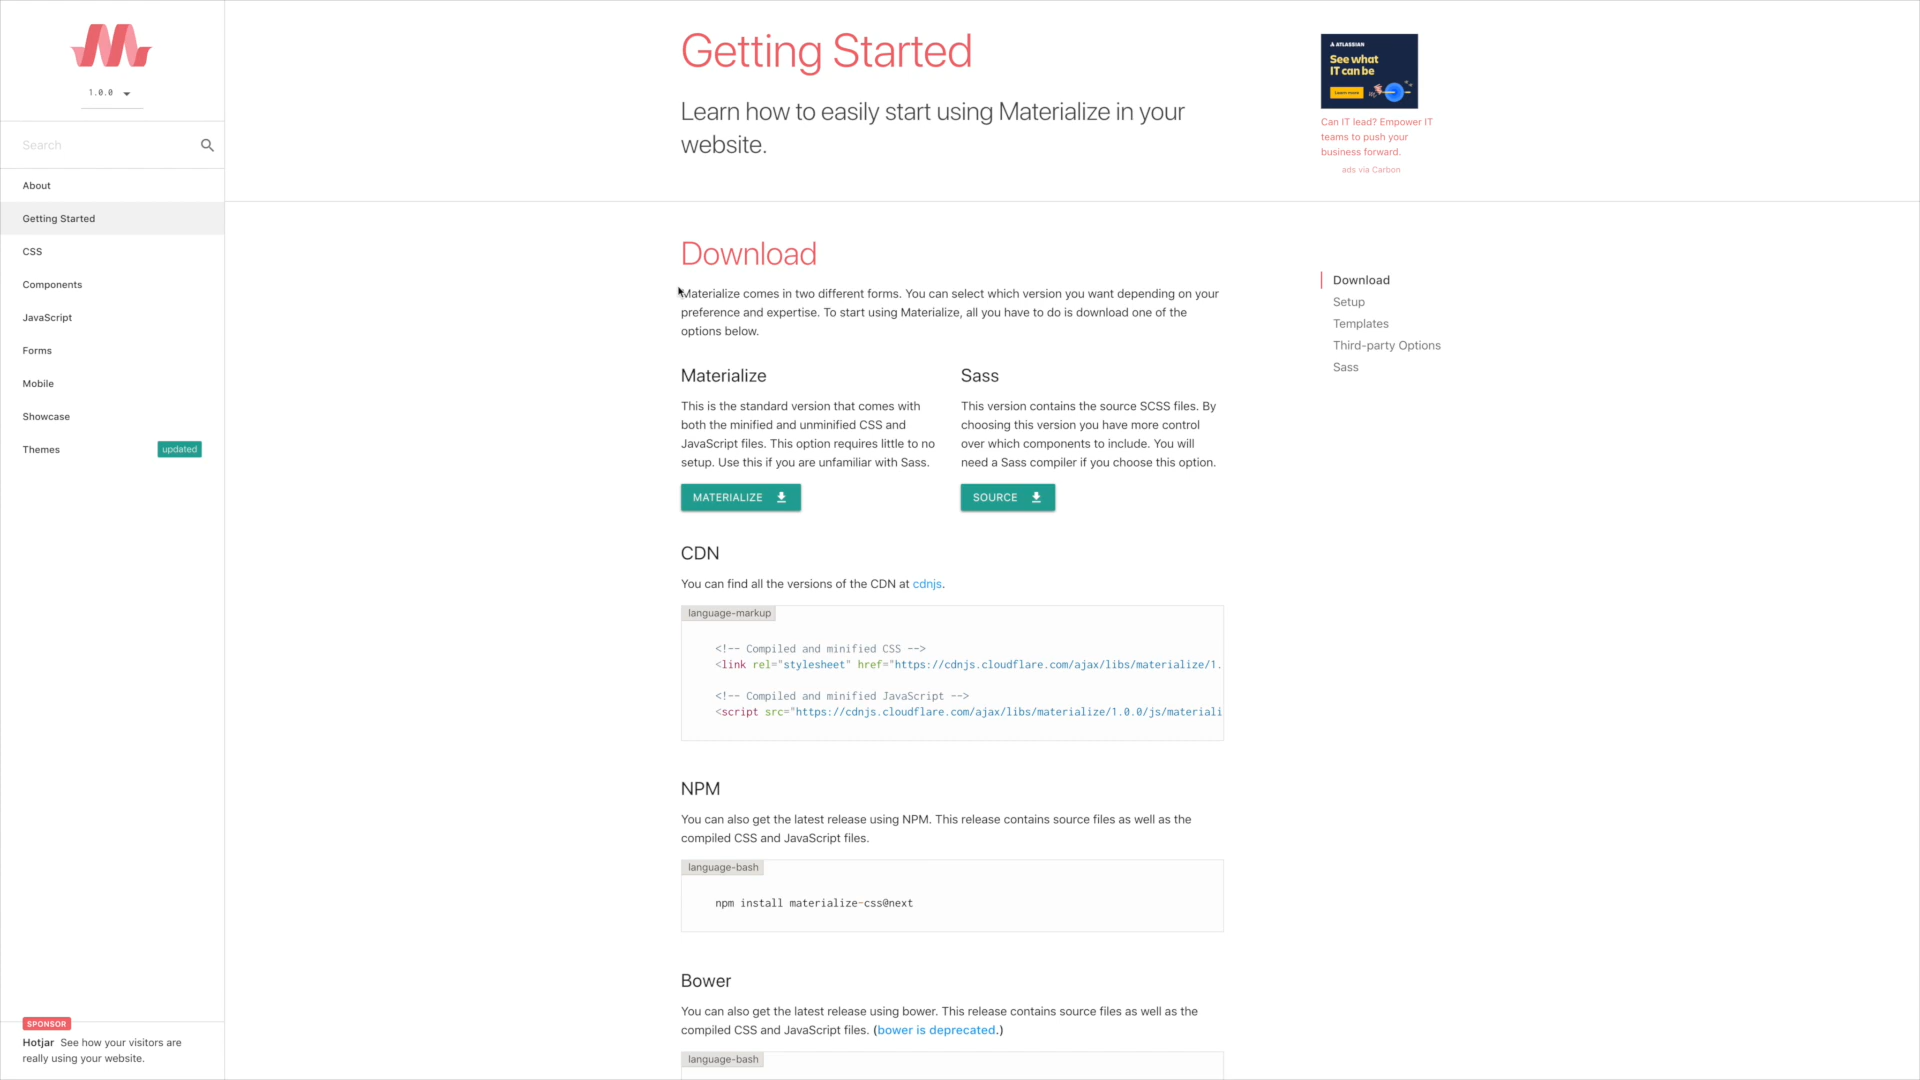 1.0.0
Search
About
Getting Started
CSS
Components
JavaScript
Forms
Mobile
Showcase
Themes
updated
SPONSOR
Hotjar See how your visitors are
really using your website.
Getting Started
Learn how to easily start using Materialize in your
website.
ATLASSIAN
See what
IT can be
Learn more
Can IT lead? Empower IT
teams to push your
business forward.
ads via Carbon
Download
Materialize comes in two different forms. You can select which version you want depending on your
preference and expertise. To start using Materialize, all you have to do is download one of the
options below.
Materialize
This is the standard version that comes with
both the minified and unminified CSS and
JavaScript files. This option requires little to no
setup. Use this if you are unfamiliar with Sass.
MATERIALIZE
Sass
This version contains the source SCSS files. By
choosing this version you have more control
over which components to include. You will
need a Sass compiler if you choose this option.
SOURCE
CDN
You can find all the versions of the CDN at cdnjs.
language-markup
<!-- Compiled and minified CSS -->
<link rel="stylesheet" href="https://cdnjs.cloudflare.com/ajax/libs/materialize/1.
<!-- Compiled and minified JavaScript -->
<script src="https://cdnjs.cloudflare.com/ajax/libs/materialize/1.0.0/js/materiali
NPM
You can also get the latest release using NPM. This release contains source files as well as the
compiled CSS and JavaScript files.
language-bash
npm install materialize-css@next
Bower
You can also get the latest release using bower. This release contains source files as well as the
compiled CSS and JavaScript files. (bower is deprecated.)
language-bash
Download
Setup
Templates
Third-party Options
Sass